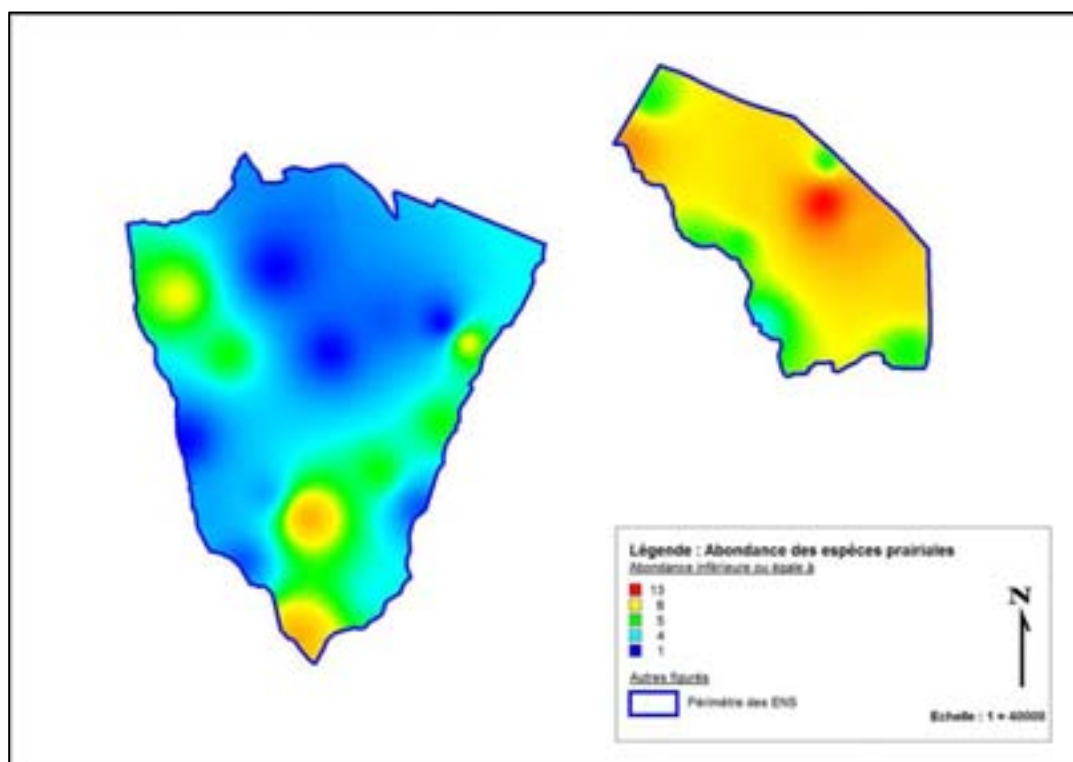 Légende : Abondance des espèces prairiales
Abondance inférieure ou égale à
13
6
5
4
1
Autres figurés
Périmètre des ENS
N
Echelle : 1 = 40000